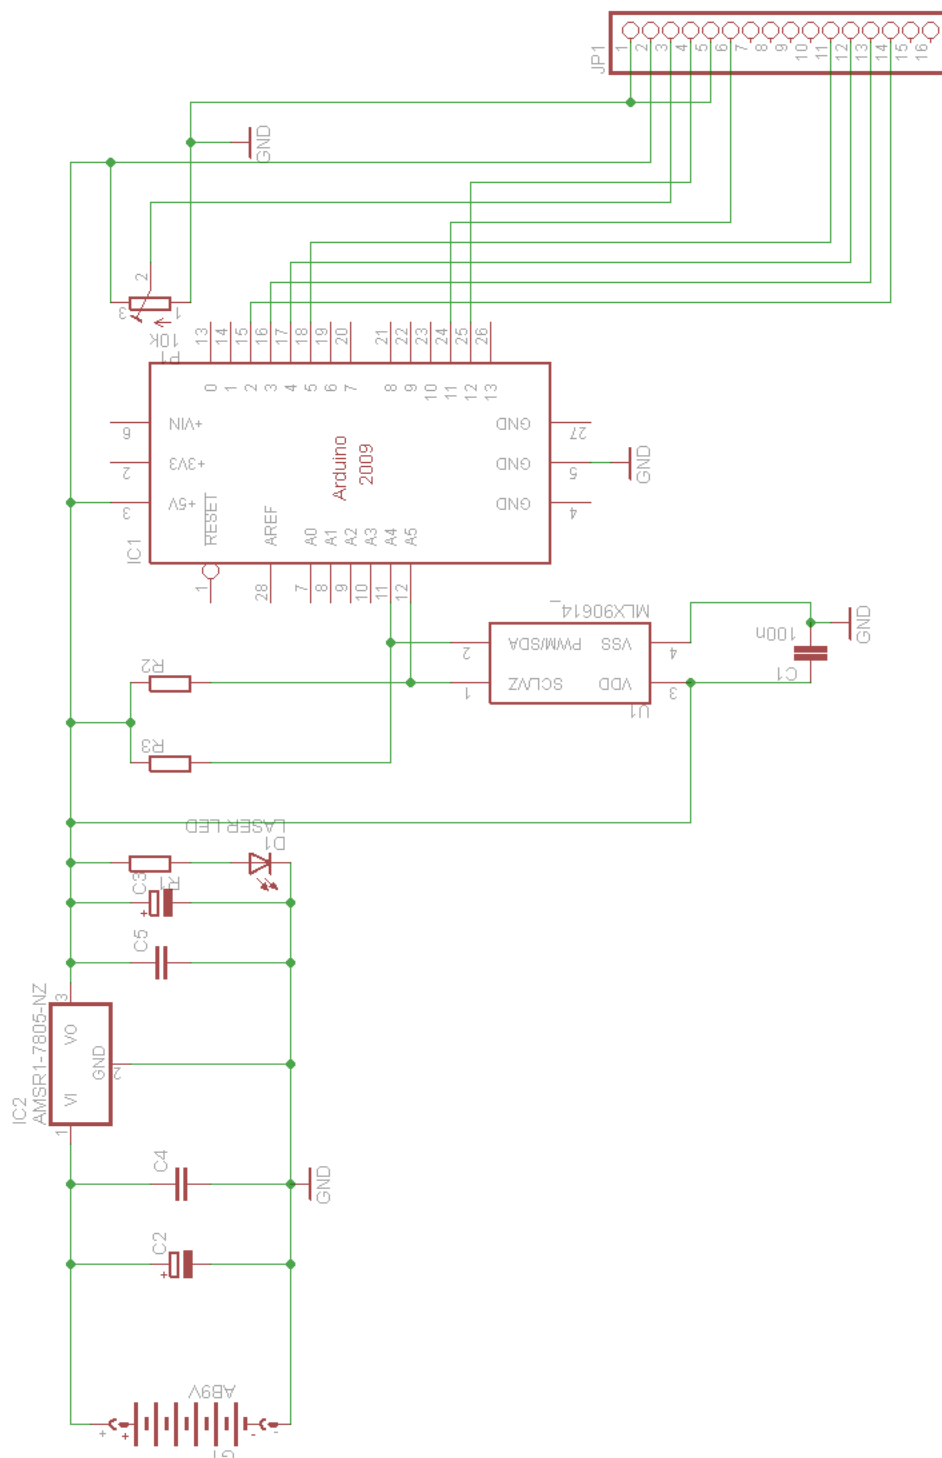 JP1
1 2 3 4 5 6 7 8 9 10 11 12 13 14 15 16
GND
2
3 1
10k
P1
13 14 15 16 17 18 19 20 21 22 23 24 25 26
0 1 2 3 4 5 6 7 8 9 10 11 12 13
6 +VIN GND 27
2 +3V3 GND 5 GND
3 +5V GND 4
Arduino
2009
IC1
RESET AREF A0 A1 A2 A3 A4 A5
1 28 7 8 9 10 11 12
MLX90614_
2 PWM/SDA VSS 4
1 SCL/VZ VDD 3
U1
100n
C1
GND
R2
R3
LASER LED
D1
R1
C3
+
C5
3
VO
GND 2
VI
1
IC2
AMSR1-7805-NZ
C4
GND
C2
+
AB9V
+ + - -
G1